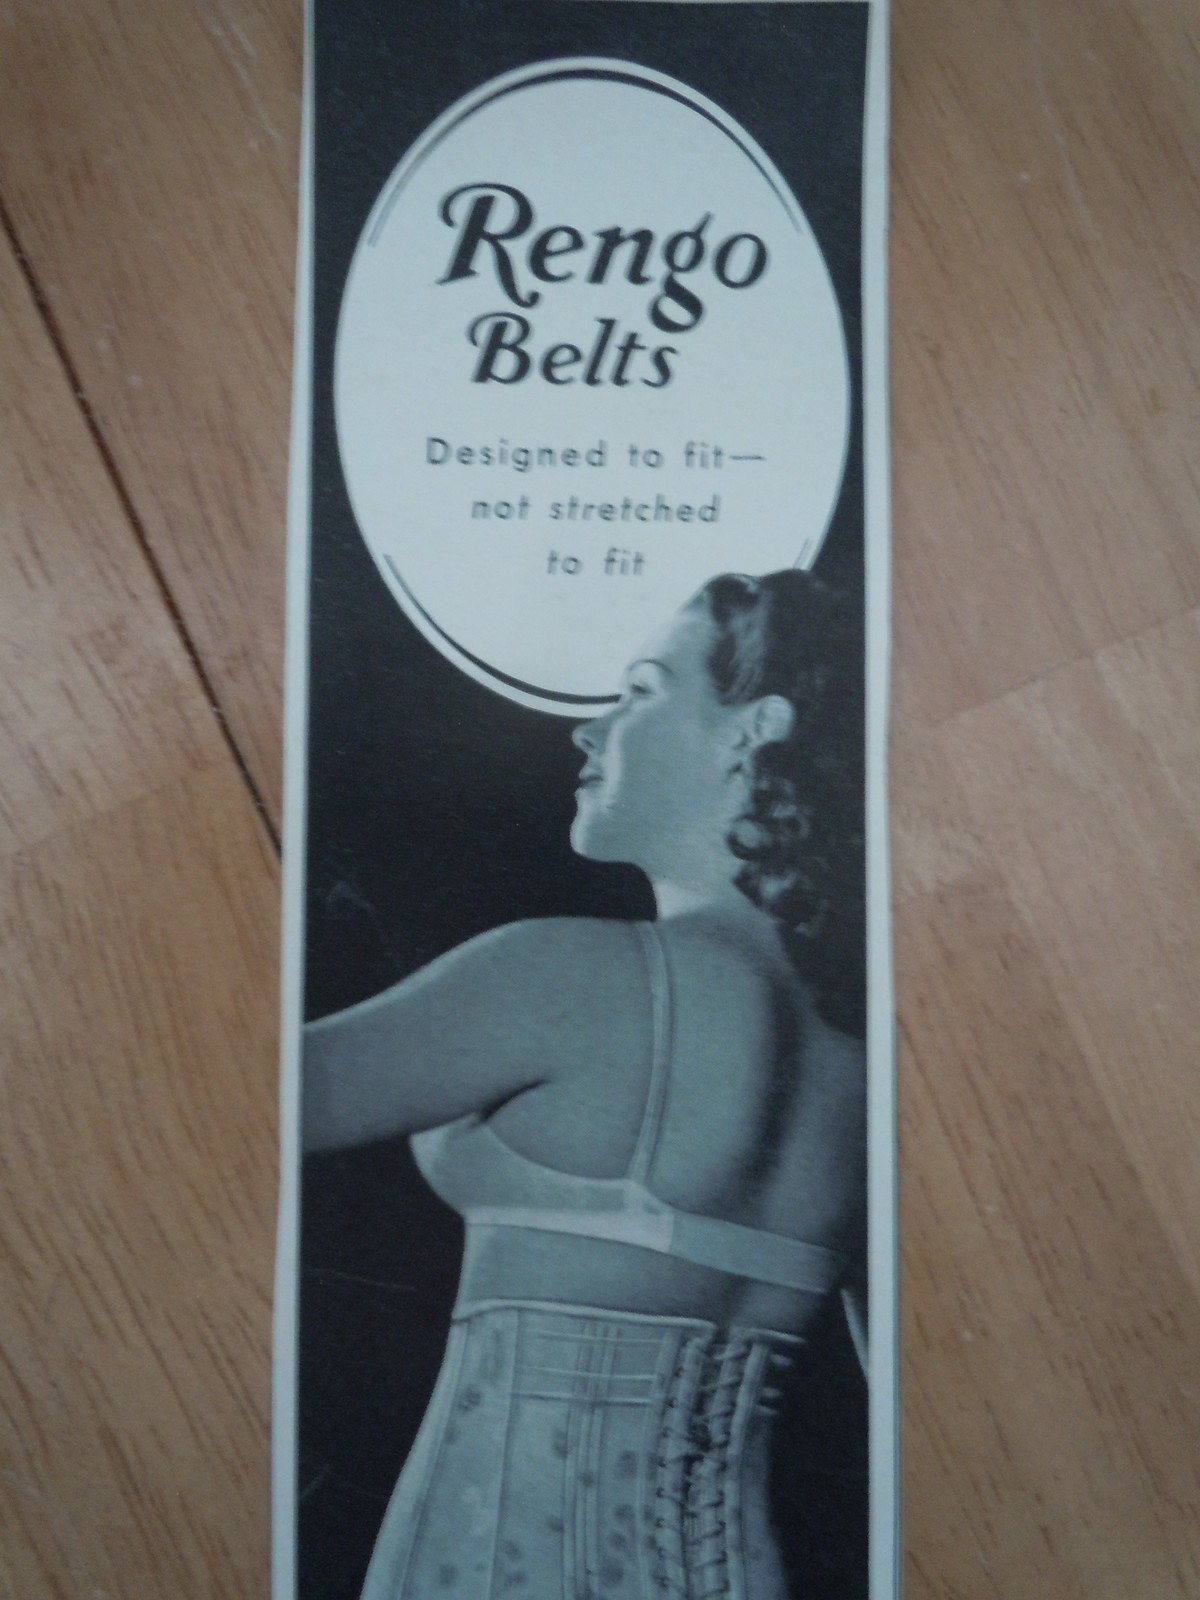 Rengo
Belts
Designed to fit—
not stretched
to fit